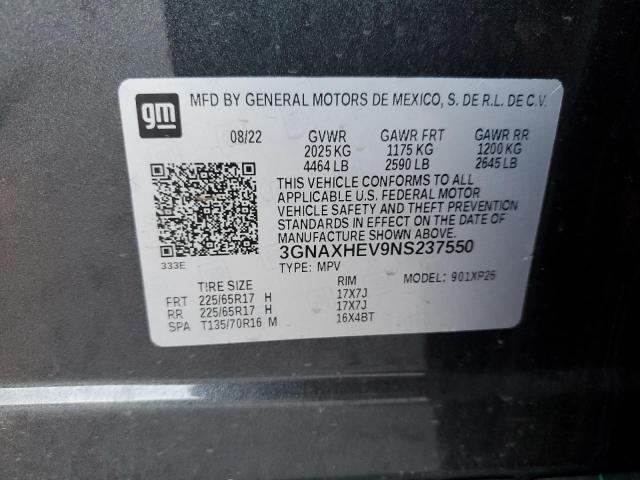 gm
MFD BY GENERAL MOTORS DE MEXICO, S. DE R.L. DE C.V.
08/22 GVWR GAWR FRT GAWR RR
2025 KG 1175 KG 1200 KG
4464 LB 2590 LB 2645 LB
THIS VEHICLE CONFORMS TO ALL
APPLICABLE U.S. FEDERAL MOTOR
VEHICLE SAFETY AND THEFT PREVENTION
STANDARDS IN EFFECT ON THE DATE OF
MANUFACTURE SHOWN ABOVE.
333E 3GNAXHEV9NS237550
TYPE: MPV MODEL: 901XP26
TIRE SIZE RIM
FRT 225/65R17 H 17X7J
RR 225/65R17 H 17X7J
SPA T135/70R16 M 16X4BT